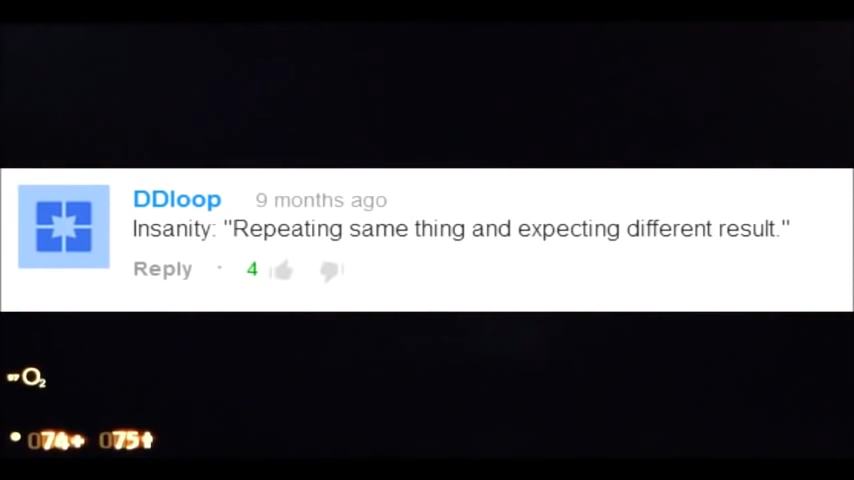 DDloop 9 months ago
Insanity: "Repeating same thing and expecting different result."
Reply · 4
O₂
074+ 075+